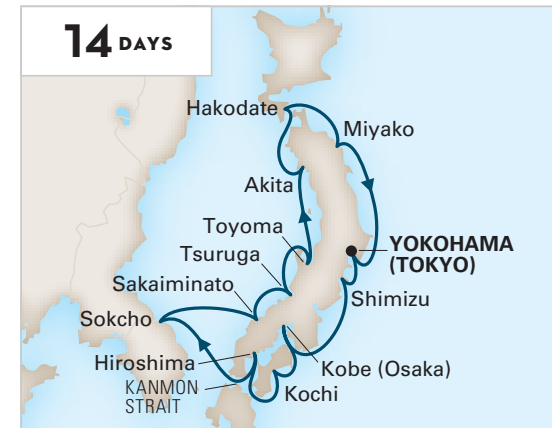 14 DAYS
Hakodate
Miyako
Akita
Toyoma
YOKOHAMA
(TOKYO)
Tsuruga
Sakaiminato
Shimizu
Sokcho
Hiroshima
Kobe (Osaka)
KANMON
STRAIT
Kochi